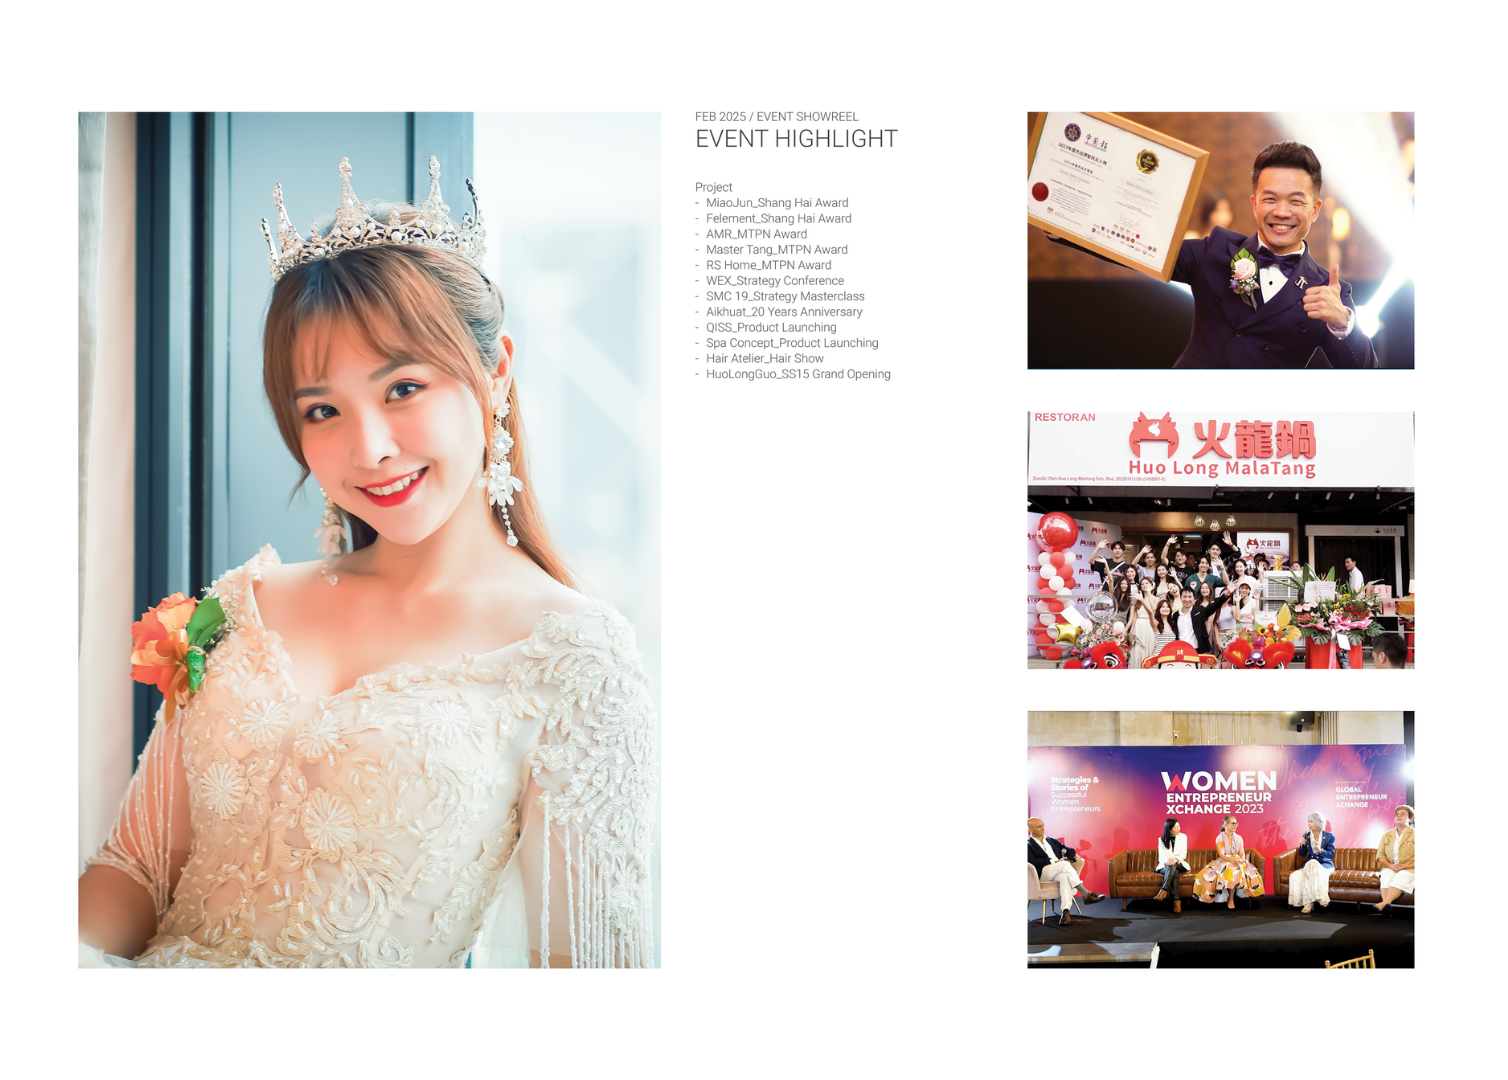 FEB 2025 / EVENT SHOWREEL
EVENT HIGHLIGHT
Project
- MiaoJun_Shang Hai Award
- Felement_Shang Hai Award
- AMR_MTPN Award
- Master Tang_MTPN Award
- RS Home_MTPN Award
- WEX_Strategy Conference
- SMC 19_Strategy Masterclass
- Aikhuat_20 Years Anniversary
- QISS_Product Launching
- Spa Concept_Product Launching
- Hair Atelier_Hair Show
- HuoLongGuo_SS15 Grand Opening
RESTORAN
火龍鍋
Huo Long MalaTang
火龍鍋
Strategies &
Stories of
Successful
Women
Entrepreneurs
WOMEN
ENTREPRENEUR
XCHANGE 2023
GLOBAL
ENTREPRENEUR
XCHANGE